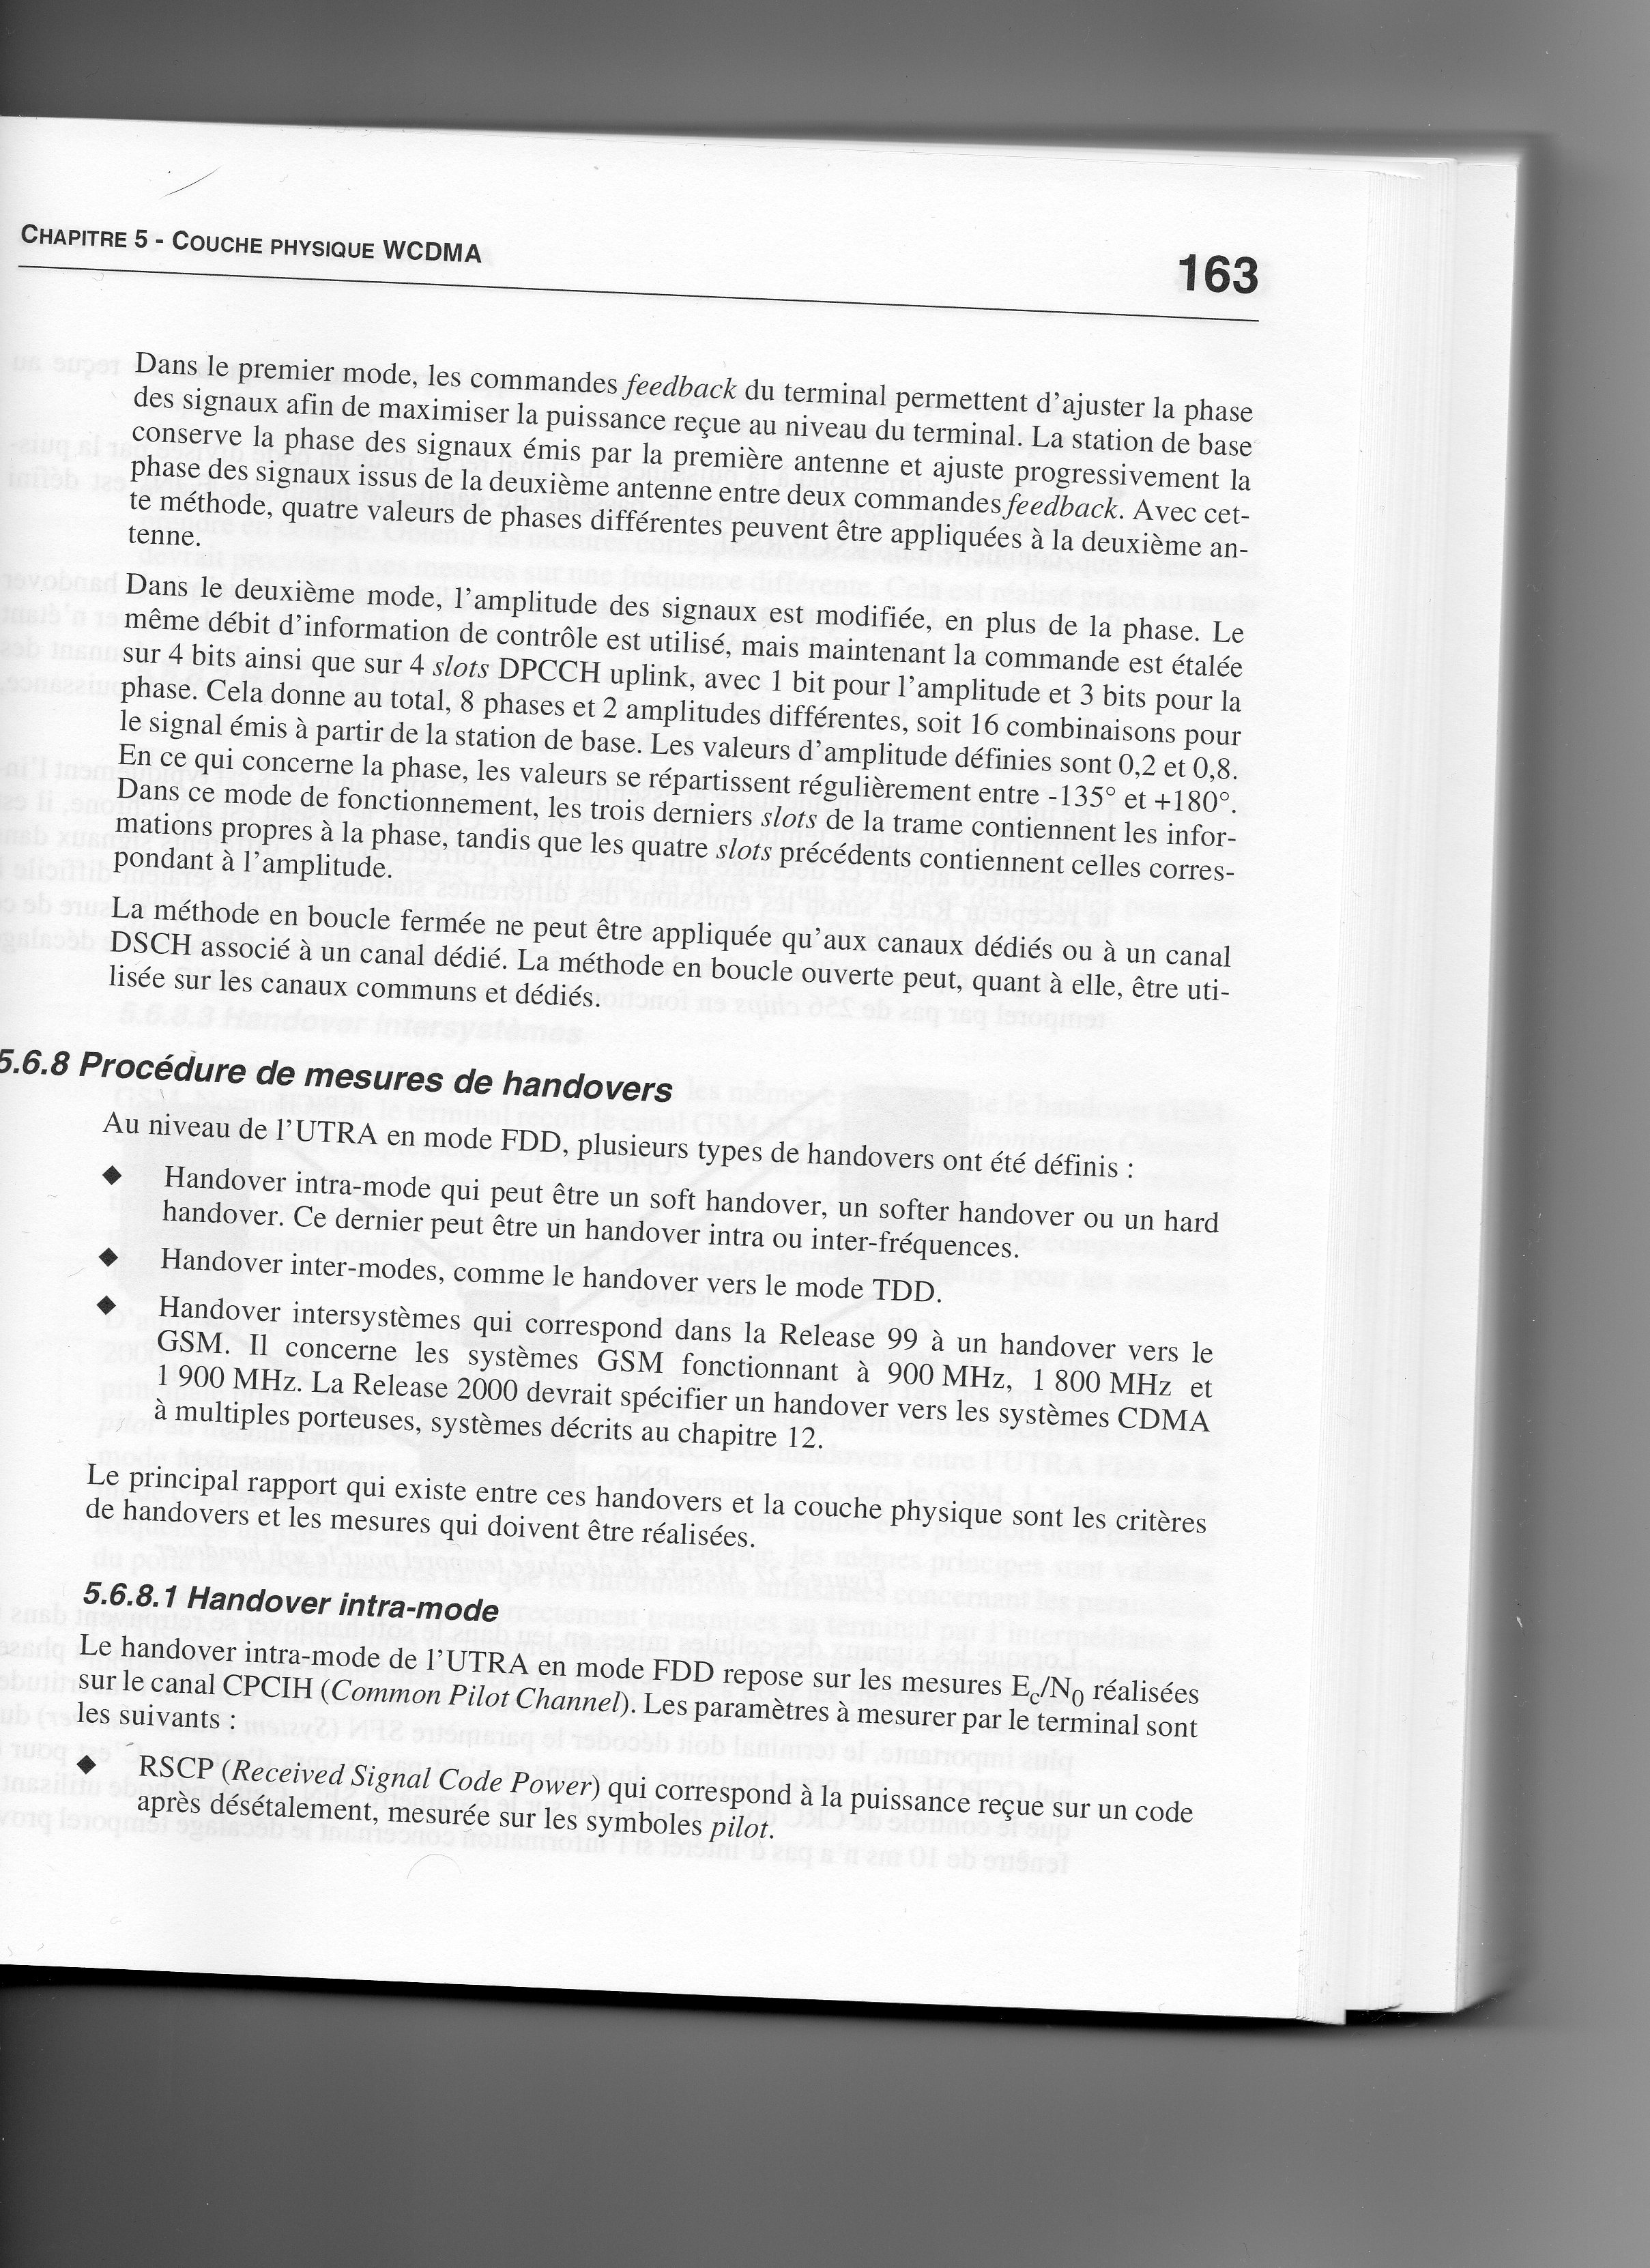 CHAPITRE 5 - COUCHE PHYSIQUE WCDMA
163
Dans le premier mode, les commandes feedback du terminal permettent d'ajuster la phase
des signaux afin de maximiser la puissance reçue au niveau du terminal. La station de base
conserve la phase des signaux émis par la première antenne et ajuste progressivement la
phase des signaux issus de la deuxième antenne entre deux commandes feedback. Avec cet-
te méthode, quatre valeurs de phases différentes peuvent être appliquées à la deuxième an-
tenne.
Dans le deuxième mode, l'amplitude des signaux est modifiée, en plus de la phase. Le
même débit d'information de contrôle est utilisé, mais maintenant la commande est étalée
sur 4 bits ainsi que sur 4 slots DPCCH uplink, avec 1 bit pour l'amplitude et 3 bits pour la
phase. Cela donne au total, 8 phases et 2 amplitudes différentes, soit 16 combinaisons pour
le signal émis à partir de la station de base. Les valeurs d'amplitude définies sont 0,2 et 0,8.
En ce qui concerne la phase, les valeurs se répartissent régulièrement entre -135° et +180°.
Dans ce mode de fonctionnement, les trois derniers slots de la trame contiennent les infor-
mations propres à la phase, tandis que les quatre slots précédents contiennent celles corres-
pondant à l'amplitude.
La méthode en boucle fermée ne peut être appliquée qu'aux canaux dédiés ou à un canal
DSCH associé à un canal dédié. La méthode en boucle ouverte peut, quant à elle, être uti-
lisée sur les canaux communs et dédiés.
5.6.8 Procédure de mesures de handovers
Au niveau de l'UTRA en mode FDD, plusieurs types de handovers ont été définis :
◆ Handover intra-mode qui peut être un soft handover, un softer handover ou un hard
handover. Ce dernier peut être un handover intra ou inter-fréquences.
◆ Handover inter-modes, comme le handover vers le mode TDD.
◆ Handover intersystèmes qui correspond dans la Release 99 à un handover vers le
GSM. Il concerne les systèmes GSM fonctionnant à 900 MHz, 1 800 MHz et
1 900 MHz. La Release 2000 devrait spécifier un handover vers les systèmes CDMA
à multiples porteuses, systèmes décrits au chapitre 12.
Le principal rapport qui existe entre ces handovers et la couche physique sont les critères
de handovers et les mesures qui doivent être réalisées.
5.6.8.1 Handover intra-mode
Le handover intra-mode de l'UTRA en mode FDD repose sur les mesures Ec/N0 réalisées
sur le canal CPCIH (Common Pilot Channel). Les paramètres à mesurer par le terminal sont
les suivants :
◆ RSCP (Received Signal Code Power) qui correspond à la puissance reçue sur un code
après désétalement, mesurée sur les symboles pilot.